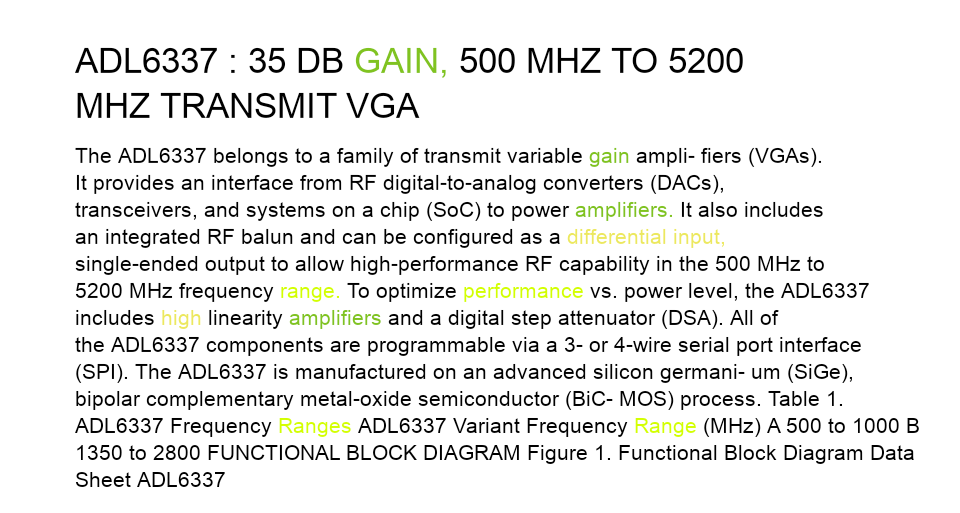 ADL6337 : 35 DB GAIN, 500 MHZ TO 5200
MHZ TRANSMIT VGA
The ADL6337 belongs to a family of transmit variable gain ampli- fiers (VGAs).
It provides an interface from RF digital-to-analog converters (DACs),
transceivers, and systems on a chip (SoC) to power amplifiers. It also includes
an integrated RF balun and can be configured as a differential input,
single-ended output to allow high-performance RF capability in the 500 MHz to
5200 MHz frequency range. To optimize performance vs. power level, the ADL6337
includes high linearity amplifiers and a digital step attenuator (DSA). All of
the ADL6337 components are programmable via a 3- or 4-wire serial port interface
(SPI). The ADL6337 is manufactured on an advanced silicon germani- um (SiGe),
bipolar complementary metal-oxide semiconductor (BiC- MOS) process. Table 1.
ADL6337 Frequency Ranges ADL6337 Variant Frequency Range (MHz) A 500 to 1000 B
1350 to 2800 FUNCTIONAL BLOCK DIAGRAM Figure 1. Functional Block Diagram Data
Sheet ADL6337